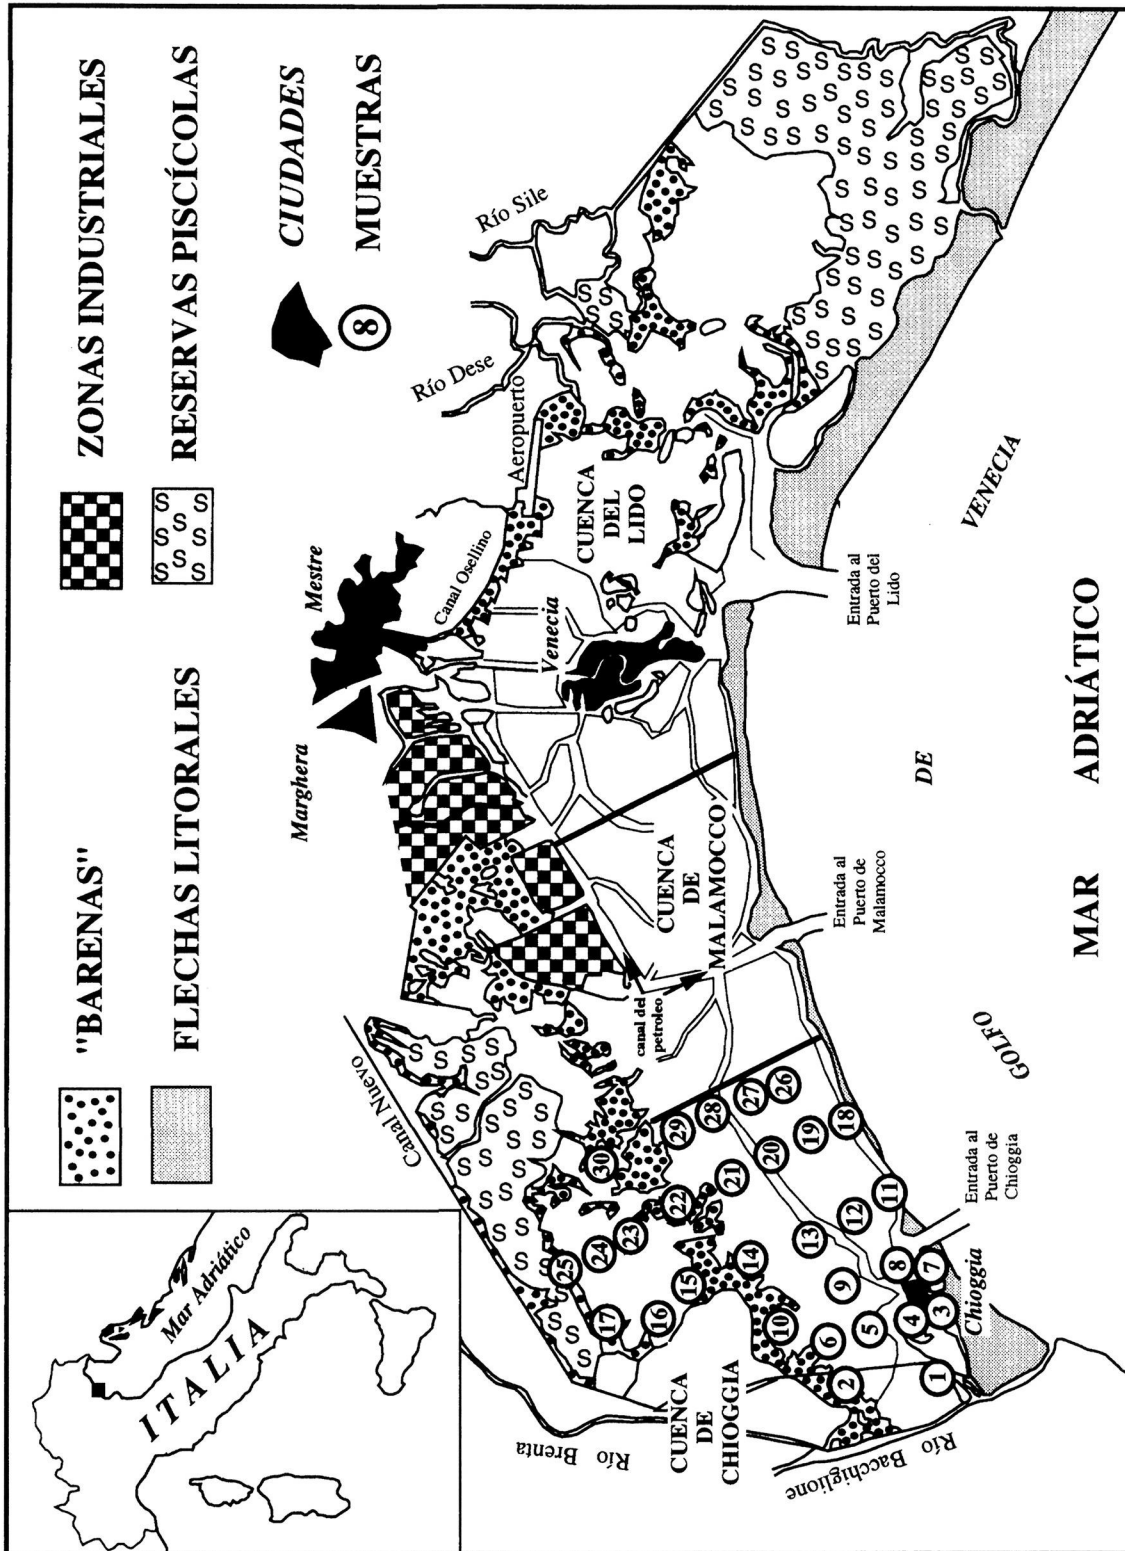 ZONAS INDUSTRIALES
RESERVAS PISCÍCOLAS
CIUDADES
8
MUESTRAS
"BARENAS"
FLECHAS LITORALES
S
Mar Adriático
ITALIA
Río Sile
Río Dese
Aeropuerto
Canal Osellino
Mestre
Marghera
Venecia
CUENCA
DEL
LIDO
CUENCA
DE
MALAMOCCO
canal del
petroleo
Canal Nuevo
CUENCA
DE
CHIOGGIA
Río Brenta
Río Bacchiglione
Chioggia
Entrada al
Puerto del
Lido
Entrada al
Puerto de
Malamocco
Entrada al
Puerto de
Chioggia
GOLFO
DE
VENECIA
MAR ADRIÁTICO
1
2
3
4
5
6
7
8
9
10
11
12
13
14
15
16
17
18
19
20
21
22
23
24
25
26
27
28
29
30